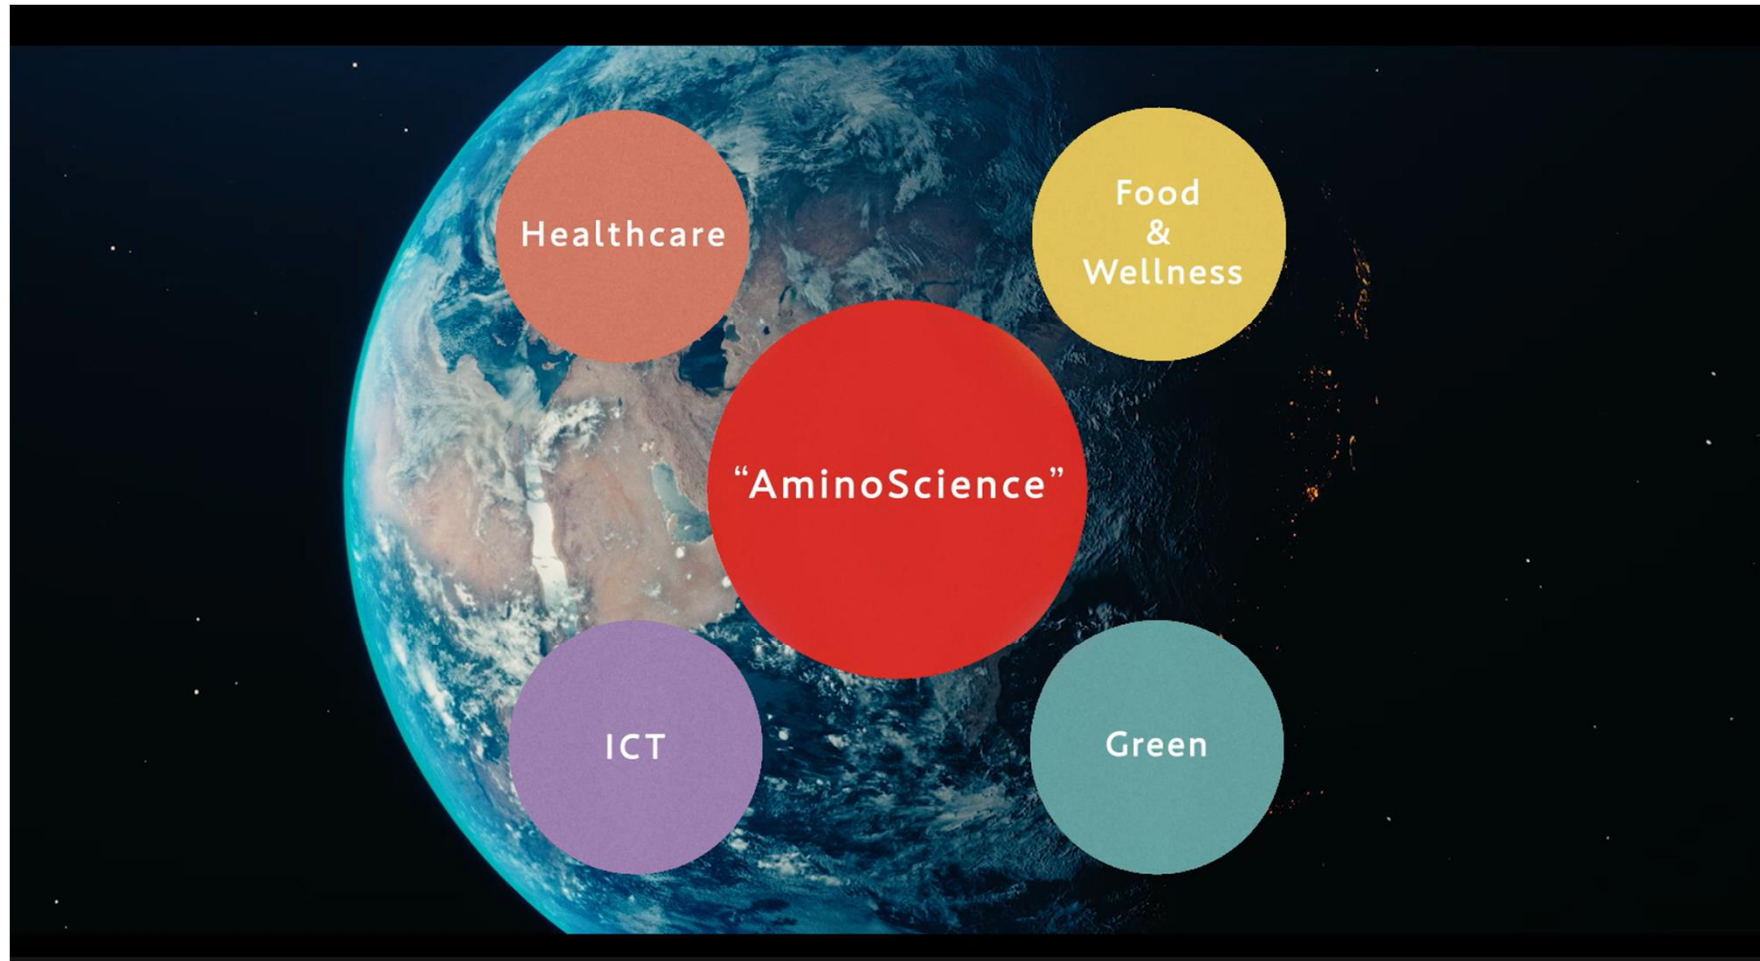 Healthcare
Food
&
Wellness
“AminoScience”
ICT
Green